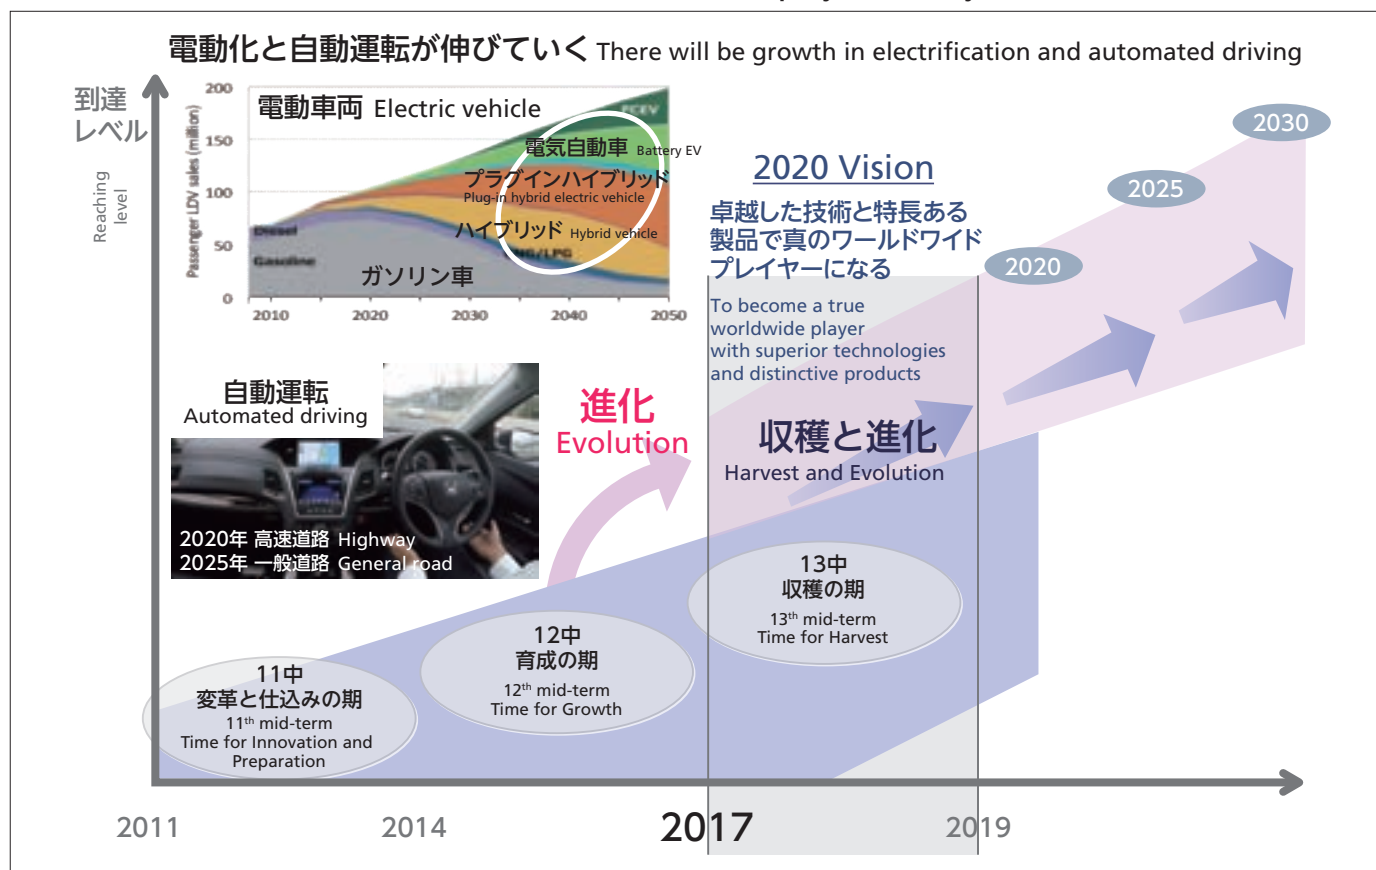 電動化と自動運転が伸びていく There will be growth in electrification and automated driving
到達
レベル
Reaching
level
電動車両 Electric vehicle
Passenger LDV sales (million)
200
150
100
50
0
FCEV
電気自動車 Battery EV
プラグインハイブリッド
Plug-in hybrid electric vehicle
ハイブリッド Hybrid vehicle
Diesel
Gasoline
NG/LPG
ガソリン車
2010
2020
2030
2040
2050
自動運転
Automated driving
2020年 高速道路 Highway
2025年 一般道路 General road
進化
Evolution
2020 Vision
卓越した技術と特長ある
製品で真のワールドワイド
プレイヤーになる
To become a true
worldwide player
with superior technologies
and distinctive products
収穫と進化
Harvest and Evolution
2020
2025
2030
11中
変革と仕込みの期
11th mid-term
Time for Innovation and
Preparation
12中
育成の期
12th mid-term
Time for Growth
13中
収穫の期
13th mid-term
Time for Harvest
2011
2014
2017
2019